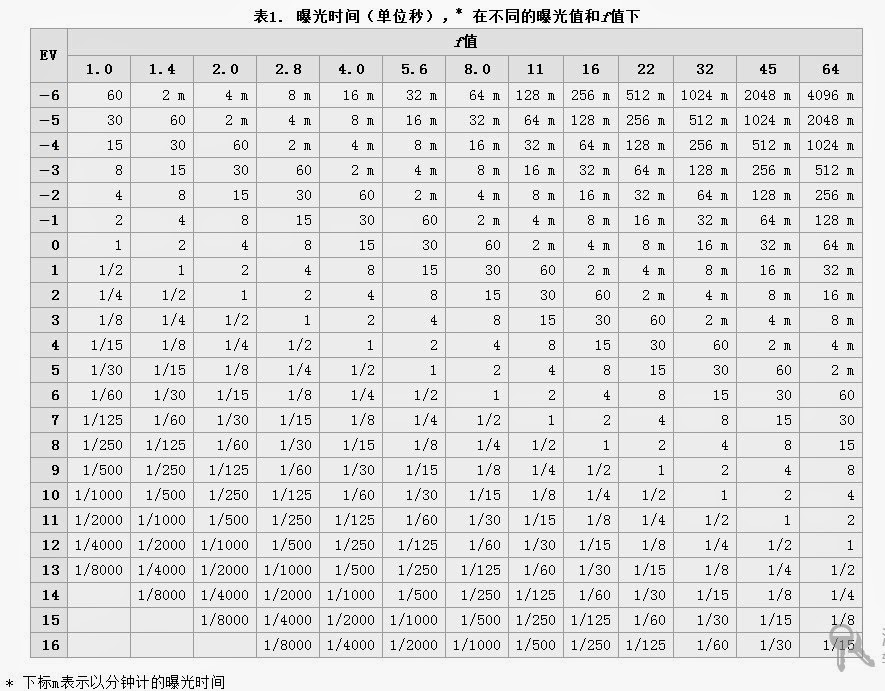 表1. 曝光时间（单位秒），* 在不同的曝光值和f值下
EV f值
1.0 1.4 2.0 2.8 4.0 5.6 8.0 11 16 22 32 45 64
−6 60 2 m 4 m 8 m 16 m 32 m 64 m 128 m 256 m 512 m 1024 m 2048 m 4096 m
−5 30 60 2 m 4 m 8 m 16 m 32 m 64 m 128 m 256 m 512 m 1024 m 2048 m
−4 15 30 60 2 m 4 m 8 m 16 m 32 m 64 m 128 m 256 m 512 m 1024 m
−3 8 15 30 60 2 m 4 m 8 m 16 m 32 m 64 m 128 m 256 m 512 m
−2 4 8 15 30 60 2 m 4 m 8 m 16 m 32 m 64 m 128 m 256 m
−1 2 4 8 15 30 60 2 m 4 m 8 m 16 m 32 m 64 m 128 m
0 1 2 4 8 15 30 60 2 m 4 m 8 m 16 m 32 m 64 m
1 1/2 1 2 4 8 15 30 60 2 m 4 m 8 m 16 m 32 m
2 1/4 1/2 1 2 4 8 15 30 60 2 m 4 m 8 m 16 m
3 1/8 1/4 1/2 1 2 4 8 15 30 60 2 m 4 m 8 m
4 1/15 1/8 1/4 1/2 1 2 4 8 15 30 60 2 m 4 m
5 1/30 1/15 1/8 1/4 1/2 1 2 4 8 15 30 60 2 m
6 1/60 1/30 1/15 1/8 1/4 1/2 1 2 4 8 15 30 60
7 1/125 1/60 1/30 1/15 1/8 1/4 1/2 1 2 4 8 15 30
8 1/250 1/125 1/60 1/30 1/15 1/8 1/4 1/2 1 2 4 8 15
9 1/500 1/250 1/125 1/60 1/30 1/15 1/8 1/4 1/2 1 2 4 8
10 1/1000 1/500 1/250 1/125 1/60 1/30 1/15 1/8 1/4 1/2 1 2 4
11 1/2000 1/1000 1/500 1/250 1/125 1/60 1/30 1/15 1/8 1/4 1/2 1 2
12 1/4000 1/2000 1/1000 1/500 1/250 1/125 1/60 1/30 1/15 1/8 1/4 1/2 1
13 1/8000 1/4000 1/2000 1/1000 1/500 1/250 1/125 1/60 1/30 1/15 1/8 1/4 1/2
14 1/8000 1/4000 1/2000 1/1000 1/500 1/250 1/125 1/60 1/30 1/15 1/8 1/4
15 1/8000 1/4000 1/2000 1/1000 1/500 1/250 1/125 1/60 1/30 1/15 1/8
16 1/8000 1/4000 1/2000 1/1000 1/500 1/250 1/125 1/60 1/30 1/15
* 下标m表示以分钟计的曝光时间